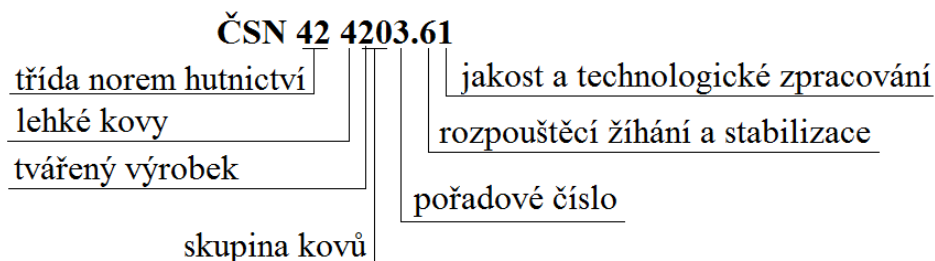 ČSN 42 4203.61
třída norem hutnictví
jakost a technologické zpracování
lehké kovy
rozpouštěcí žíhání a stabilizace
tvářený výrobek
pořadové číslo
skupina kovů